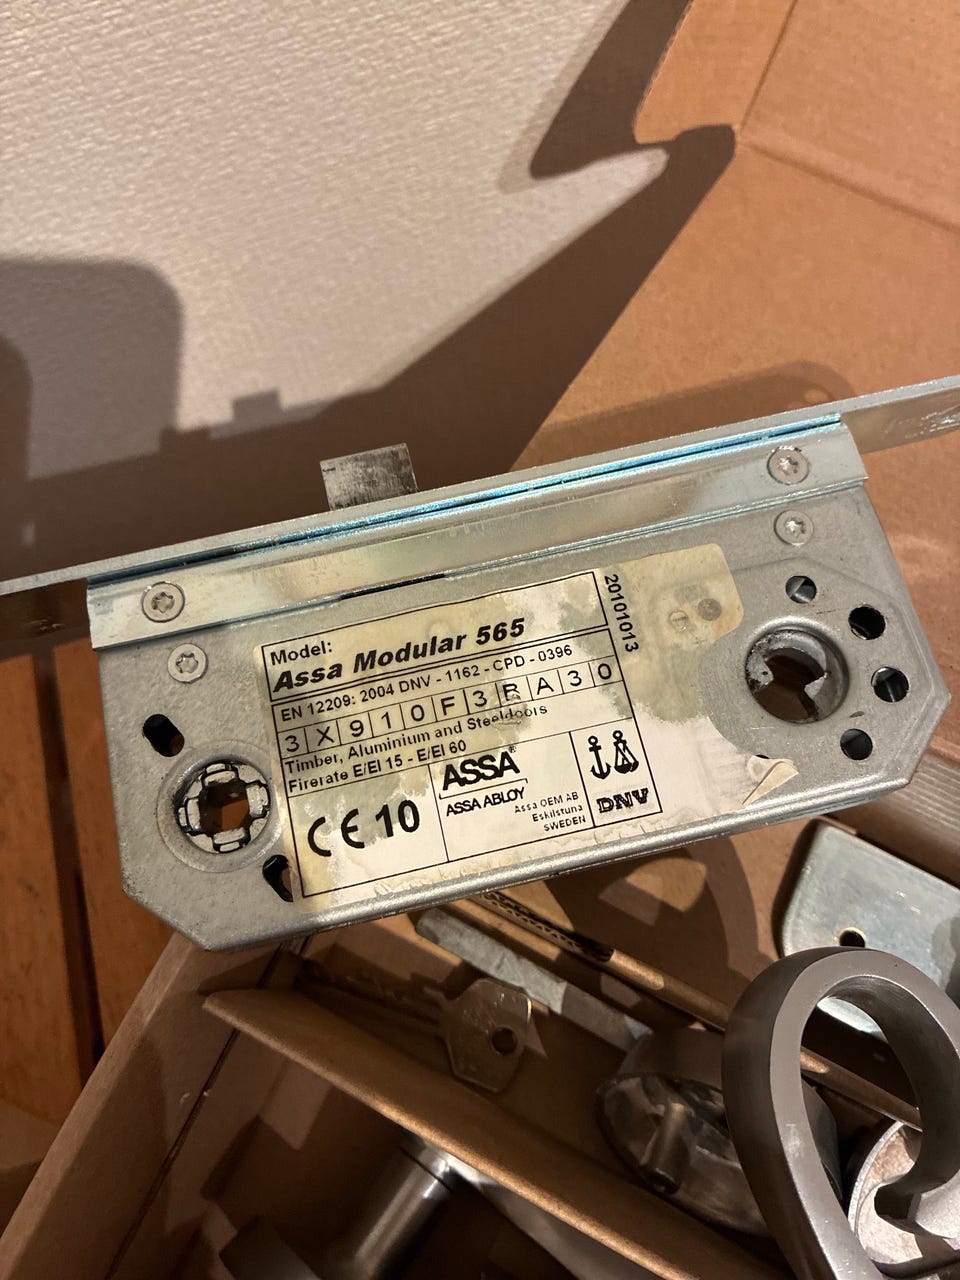 Model:
Assa Modular 565
EN 12209: 2004 DNV - 1162 - CPD - 0396
3 X 9 1 0 F 3 B A 3 0
Timber, Aluminium and Steeldoors
Firerate E/EI 15 - E/EI 60
CE 10
ASSA®
ASSA ABLOY
Assa OEM AB
Eskilstuna
SWEDEN
DNV
20101013